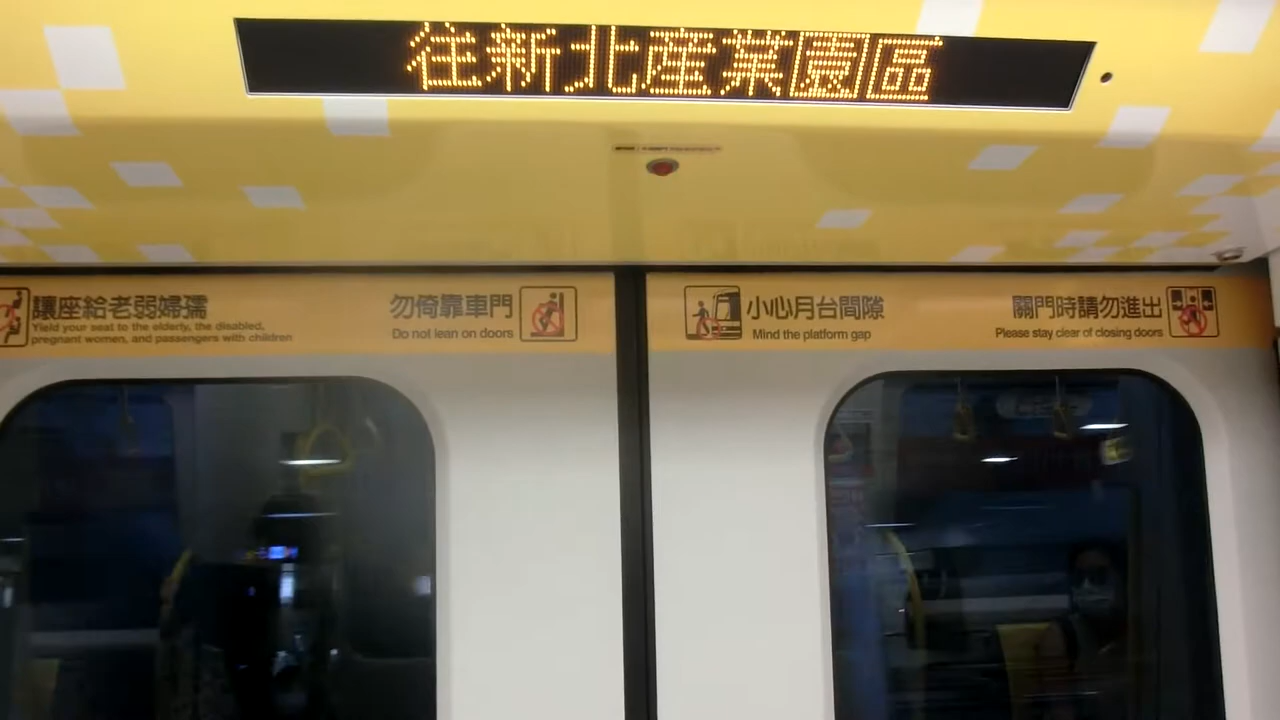 往新北産業園區
讓座給老弱婦孺
Yield your seat to the elderly, the disabled,
pregnant women, and passengers with children
勿倚靠車門
Do not lean on doors
小心月台間隙
Mind the platform gap
關門時請勿進出
Please stay clear of closing doors